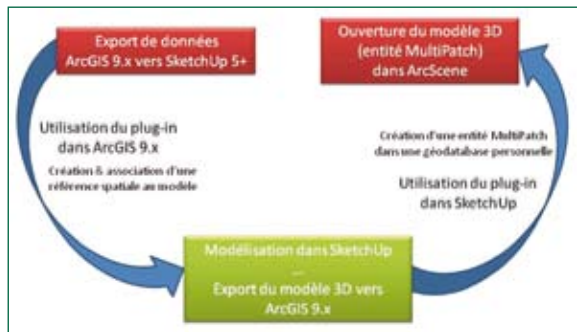 Export de données
ArcGIS 9.x vers SketchUp 5+
Utilisation du plug-in
dans ArcGIS 9.x
Création & association d'une
référence spatiale au modèle
Modélisation dans SketchUp
...
Export du modèle 3D vers
ArcGIS 9.x
Ouverture du modèle 3D
(entité MultiPatch)
dans ArcScene
Création d'une entité MultiPatch
dans une géodatabase personnelle
Utilisation du plug-in
dans SketchUp